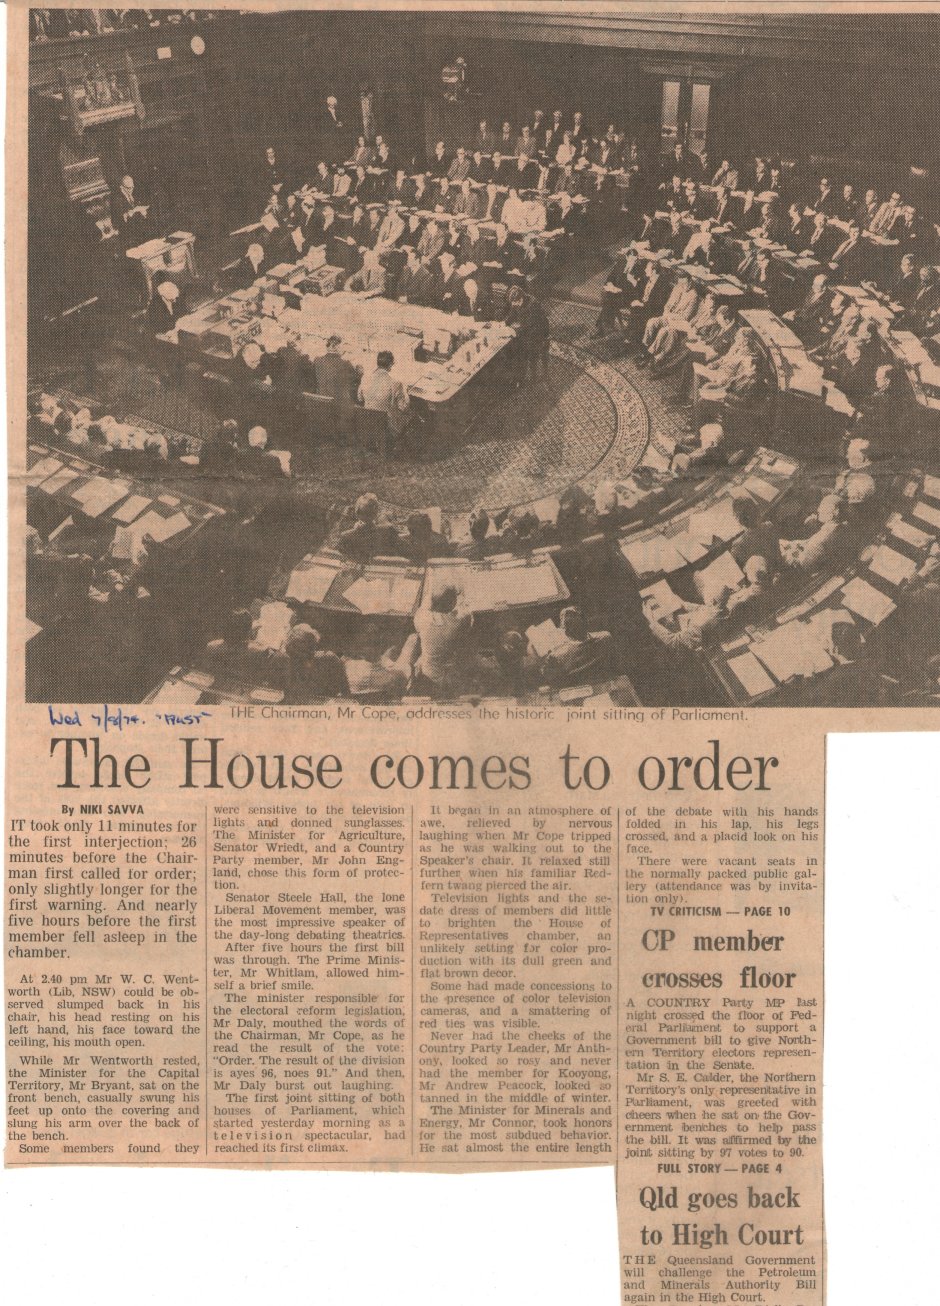 Wed 7/8/74. "AUST"
THE Chairman, Mr Cope, addresses the historic joint sitting of Parliament.
The House comes to order
By NIKI SAVVA
IT took only 11 minutes for
the first interjection; 26
minutes before the Chair-
man first called for order;
only slightly longer for the
first warning. And nearly
five hours before the first
member fell asleep in the
chamber.
At 2.40 pm Mr W. C. Went-
worth (Lib, NSW) could be ob-
served slumped back in his
chair, his head resting on his
left hand, his face toward the
ceiling, his mouth open.
While Mr Wentworth rested,
the Minister for the Capital
Territory, Mr Bryant, sat on the
front bench, casually swung his
feet up onto the covering and
slung his arm over the back of
the bench.
Some members found they
were sensitive to the television
lights and donned sunglasses.
The Minister for Agriculture,
Senator Wriedt, and a Country
Party member, Mr John Eng-
land, chose this form of protec-
tion.
Senator Steele Hall, the lone
Liberal Movement member, was
the most impressive speaker of
the day-long debating theatrics.
After five hours the first bill
was through. The Prime Minis-
ter, Mr Whitlam, allowed him-
self a brief smile.
The minister responsible for
the electoral reform legislation,
Mr Daly, mouthed the words of
the Chairman, Mr Cope, as he
read the result of the vote:
"Order. The result of the division
is ayes 96, noes 91." And then,
Mr Daly burst out laughing.
The first joint sitting of both
houses of Parliament, which
started yesterday morning as a
television spectacular, had
reached its first climax.
It began in an atmosphere of
awe, relieved by nervous
laughing when Mr Cope tripped
as he was walking out to the
Speaker's chair. It relaxed still
further when his familiar Red-
fern twang pierced the air.
Television lights and the se-
date dress of members did little
to brighten the House of
Representatives chamber, an
unlikely setting for color pro-
duction with its dull green and
flat brown decor.
Some had made concessions to
the presence of color television
cameras, and a smattering of
red ties was visible.
Never had the cheeks of the
Country Party Leader, Mr Anth-
ony, looked so rosy and never
had the member for Kooyong,
Mr Andrew Peacock, looked so
tanned in the middle of winter.
The Minister for Minerals and
Energy, Mr Connor, took honors
for the most subdued behavior.
He sat almost the entire length
of the debate with his hands
folded in his lap, his legs
crossed, and a placid look on his
face.
There were vacant seats in
the normally packed public gal-
lery (attendance was by invita-
tion only).
TV CRITICISM — PAGE 10
CP member
crosses floor
A COUNTRY Party MP last
night crossed the floor of Fed-
eral Parliament to support a
Government bill to give North-
ern Territory electors represen-
tation in the Senate.
Mr S. E. Calder, the Northern
Territory's only representative in
Parliament, was greeted with
cheers when he sat on the Gov-
ernment benches to help pass
the bill. It was affirmed by the
joint sitting by 97 votes to 90.
FULL STORY — PAGE 4
Qld goes back
to High Court
THE Queensland Government
will challenge the Petroleum
and Minerals Authority Bill
again in the High Court.